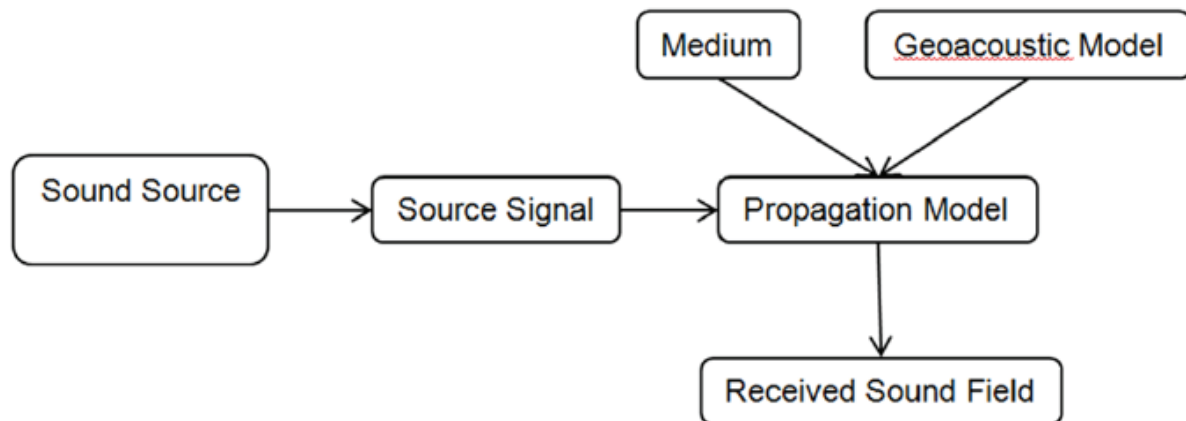 Medium
Geoacoustic Model
Sound Source
Source Signal
Propagation Model
Received Sound Field